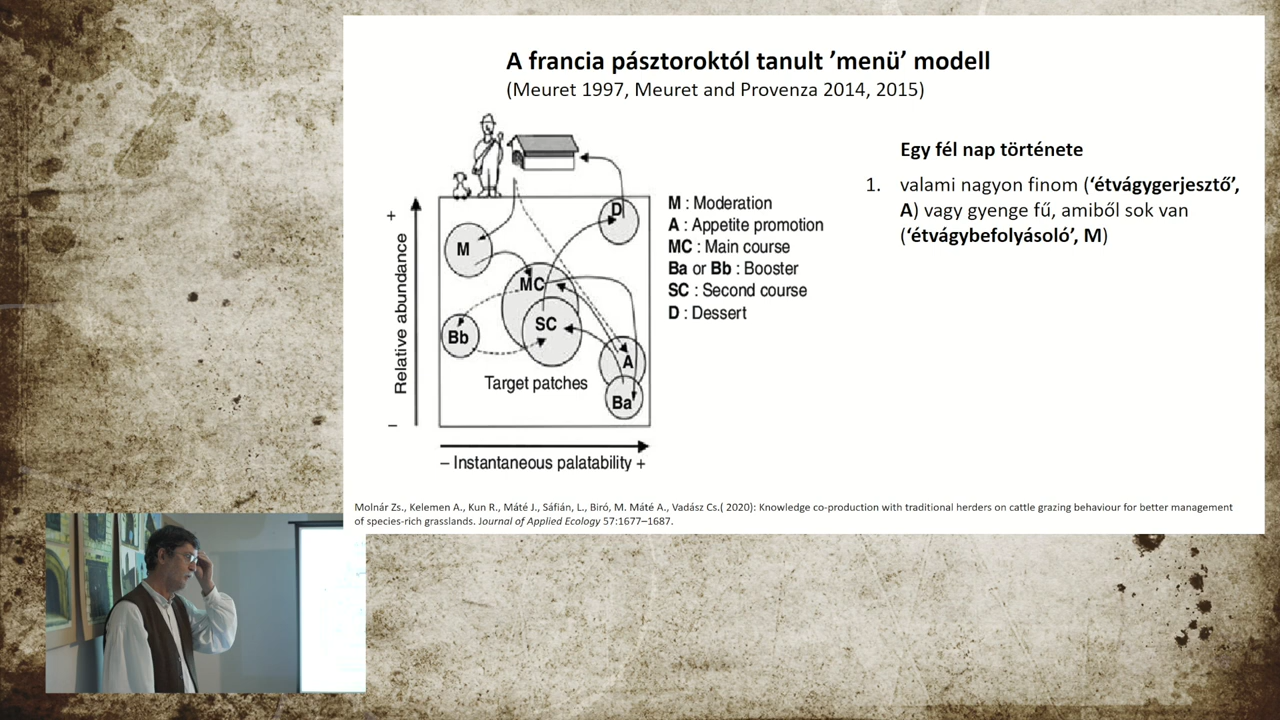 A francia pásztoroktól tanult ’menü’ modell
(Meuret 1997, Meuret and Provenza 2014, 2015)
Egy fél nap története
1. valami nagyon finom (‘étvágygerjesztő’,
A) vagy gyenge fű, amiből sok van
(‘étvágybefolyásoló’, M)
M : Moderation
A : Appetite promotion
MC : Main course
Ba or Bb : Booster
SC : Second course
D : Dessert
+
Relative abundance
–
D
M
MC
SC
Bb
A
Ba
Target patches
– Instantaneous palatability +
Molnár Zs., Kelemen A., Kun R., Máté J., Sáfián, L., Biró, M. Máté A., Vadász Cs.( 2020): Knowledge co-production with traditional herders on cattle grazing behaviour for better management
of species-rich grasslands. Journal of Applied Ecology 57:1677–1687.